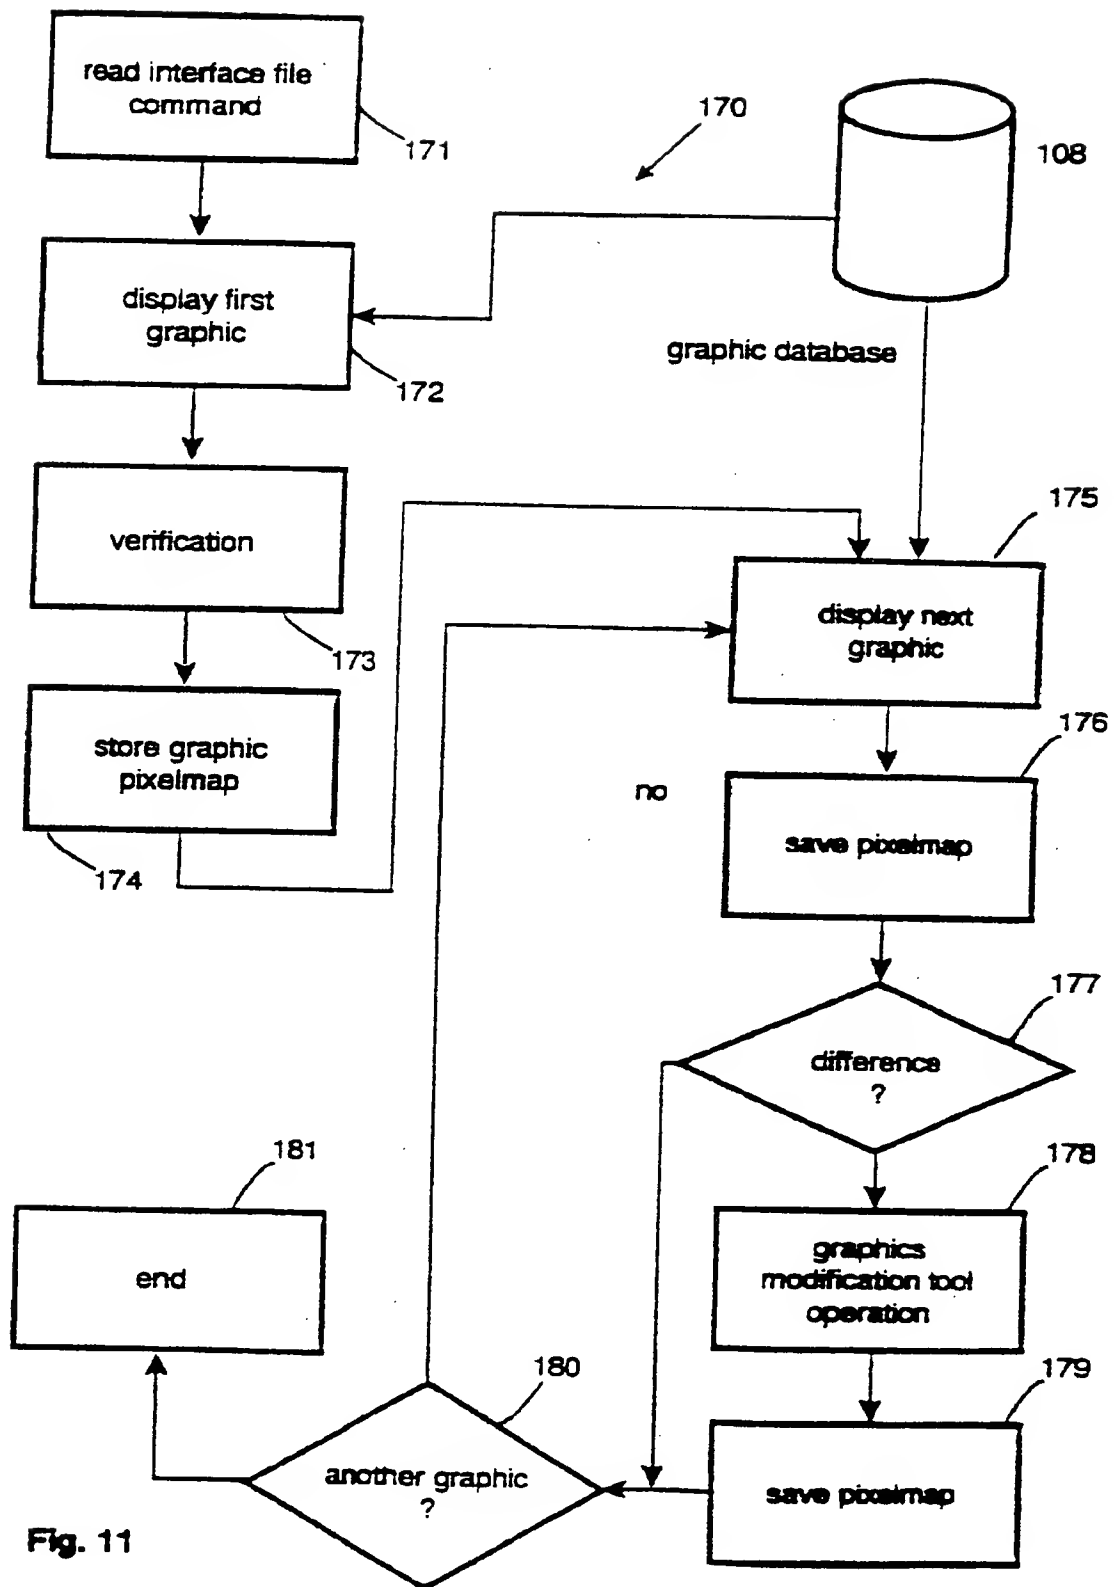 read interface file
command
171
170
108
display first
graphic
172
graphic database
verification
173
175
display next
graphic
store graphic
pixelmap
174
176
no
save pixelmap
177
difference
?
178
graphics
modification tool
operation
181
end
179
save pixelmap
180
another graphic
?
Fig. 11